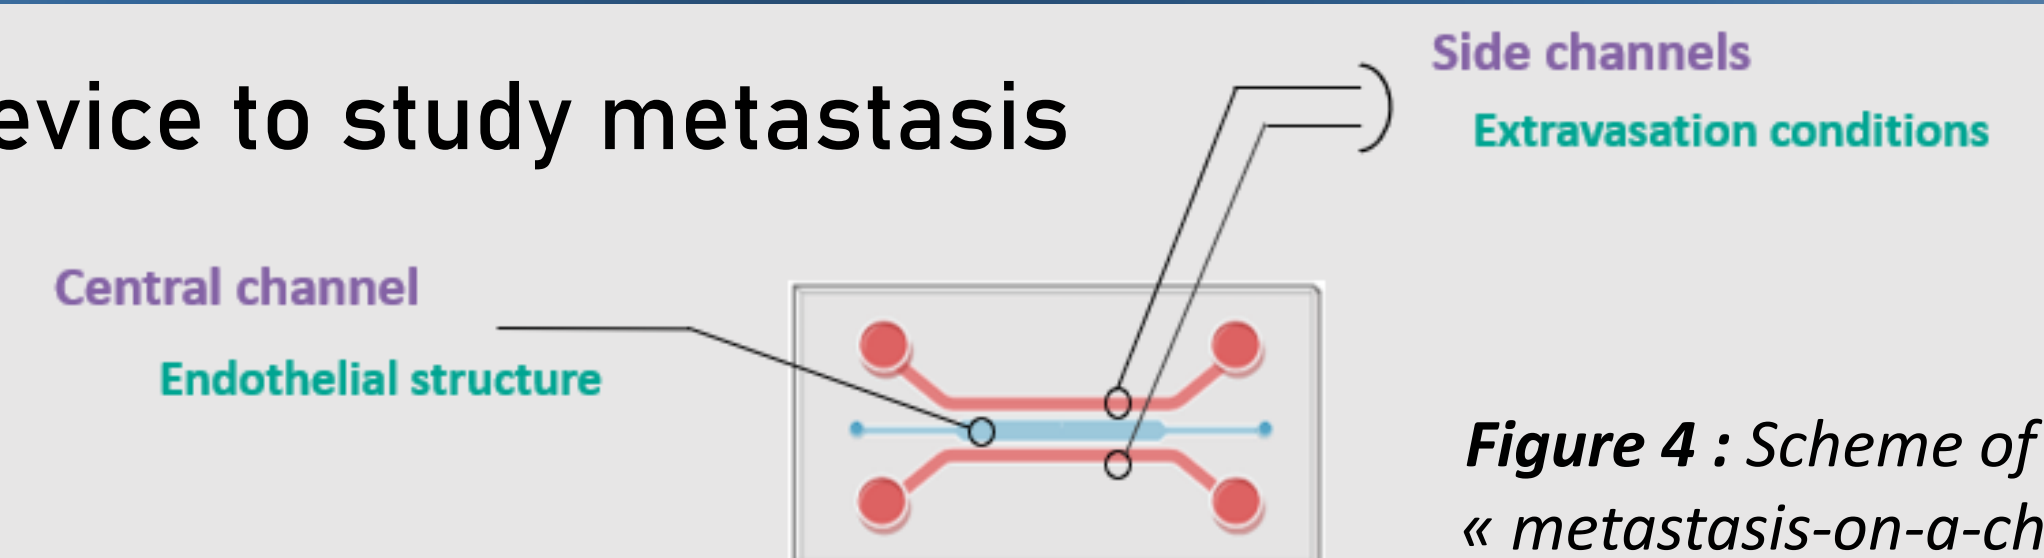 Side channels
evice to study metastasis
Extravasation conditions
Central channel
Endothelial structure
Figure 4 : Scheme of
« metastasis-on-a-ch